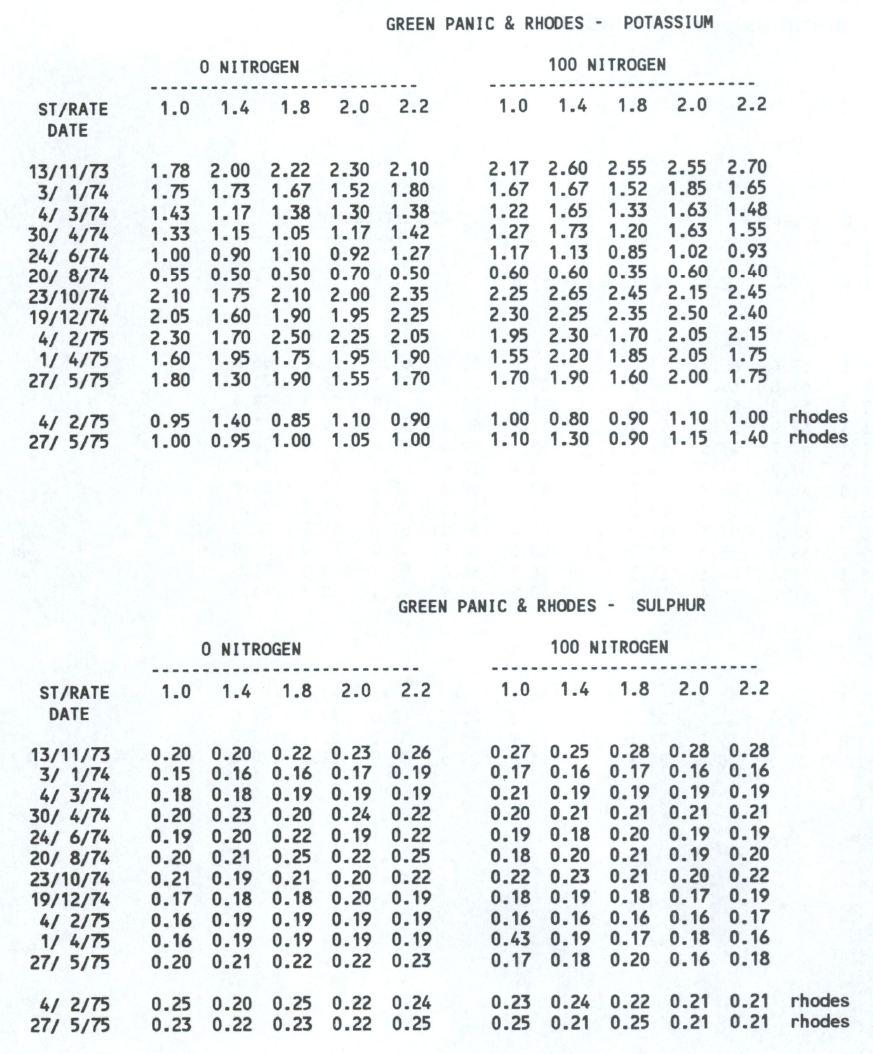 GREEN PANIC & RHODES - POTASSIUM
0 NITROGEN 100 NITROGEN
---------------------------- ----------------------------
ST/RATE 1.0 1.4 1.8 2.0 2.2 1.0 1.4 1.8 2.0 2.2
DATE
13/11/73 1.78 2.00 2.22 2.30 2.10 2.17 2.60 2.55 2.55 2.70
3/ 1/74 1.75 1.73 1.67 1.52 1.80 1.67 1.67 1.52 1.85 1.65
4/ 3/74 1.43 1.17 1.38 1.30 1.38 1.22 1.65 1.33 1.63 1.48
30/ 4/74 1.33 1.15 1.05 1.17 1.42 1.27 1.73 1.20 1.63 1.55
24/ 6/74 1.00 0.90 1.10 0.92 1.27 1.17 1.13 0.85 1.02 0.93
20/ 8/74 0.55 0.50 0.50 0.70 0.50 0.60 0.60 0.35 0.60 0.40
23/10/74 2.10 1.75 2.10 2.00 2.35 2.25 2.65 2.45 2.15 2.45
19/12/74 2.05 1.60 1.90 1.95 2.25 2.30 2.25 2.35 2.50 2.40
4/ 2/75 2.30 1.70 2.50 2.25 2.05 1.95 2.30 1.70 2.05 2.15
1/ 4/75 1.60 1.95 1.75 1.95 1.90 1.55 2.20 1.85 2.05 1.75
27/ 5/75 1.80 1.30 1.90 1.55 1.70 1.70 1.90 1.60 2.00 1.75
4/ 2/75 0.95 1.40 0.85 1.10 0.90 1.00 0.80 0.90 1.10 1.00 rhodes
27/ 5/75 1.00 0.95 1.00 1.05 1.00 1.10 1.30 0.90 1.15 1.40 rhodes
GREEN PANIC & RHODES - SULPHUR
0 NITROGEN 100 NITROGEN
---------------------------- ----------------------------
ST/RATE 1.0 1.4 1.8 2.0 2.2 1.0 1.4 1.8 2.0 2.2
DATE
13/11/73 0.20 0.20 0.22 0.23 0.26 0.27 0.25 0.28 0.28 0.28
3/ 1/74 0.15 0.16 0.16 0.17 0.19 0.17 0.16 0.17 0.16 0.16
4/ 3/74 0.18 0.18 0.19 0.19 0.19 0.21 0.19 0.19 0.19 0.19
30/ 4/74 0.20 0.23 0.20 0.24 0.22 0.20 0.21 0.21 0.21 0.21
24/ 6/74 0.19 0.20 0.22 0.19 0.22 0.19 0.18 0.20 0.19 0.19
20/ 8/74 0.20 0.21 0.25 0.22 0.25 0.18 0.20 0.21 0.19 0.20
23/10/74 0.21 0.19 0.21 0.20 0.22 0.22 0.23 0.21 0.20 0.22
19/12/74 0.17 0.18 0.18 0.20 0.19 0.18 0.19 0.18 0.17 0.19
4/ 2/75 0.16 0.19 0.19 0.19 0.19 0.16 0.16 0.16 0.16 0.17
1/ 4/75 0.16 0.19 0.19 0.19 0.19 0.43 0.19 0.17 0.18 0.16
27/ 5/75 0.20 0.21 0.22 0.22 0.23 0.17 0.18 0.20 0.16 0.18
4/ 2/75 0.25 0.20 0.25 0.22 0.24 0.23 0.24 0.22 0.21 0.21 rhodes
27/ 5/75 0.23 0.22 0.23 0.22 0.25 0.25 0.21 0.25 0.21 0.21 rhodes